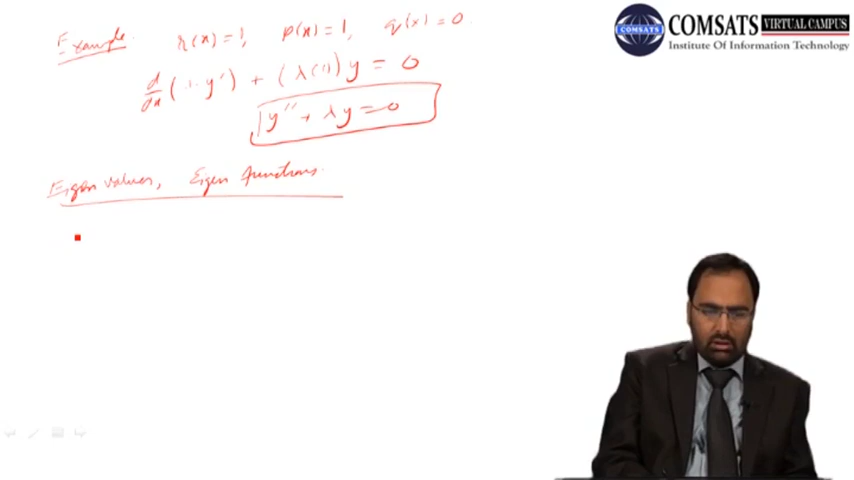 Example. r(x)=1, p(x)=1, q(x)=0.
d/dx (1. y') + (λ(1)) y = 0
y'' + λy = 0
Eigen values, Eigen functions.
COMSATS VIRTUAL CAMPUS
Institute Of Information Technology
COMSATS